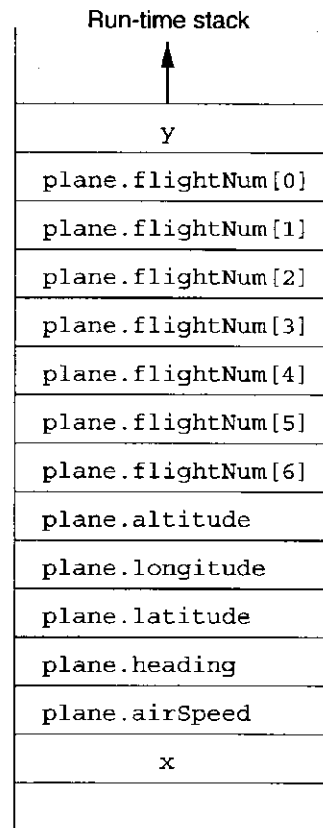 Run-time stack
y
plane.flightNum[0]
plane.flightNum[1]
plane.flightNum[2]
plane.flightNum[3]
plane.flightNum[4]
plane.flightNum[5]
plane.flightNum[6]
plane.altitude
plane.longitude
plane.latitude
plane.heading
plane.airSpeed
x